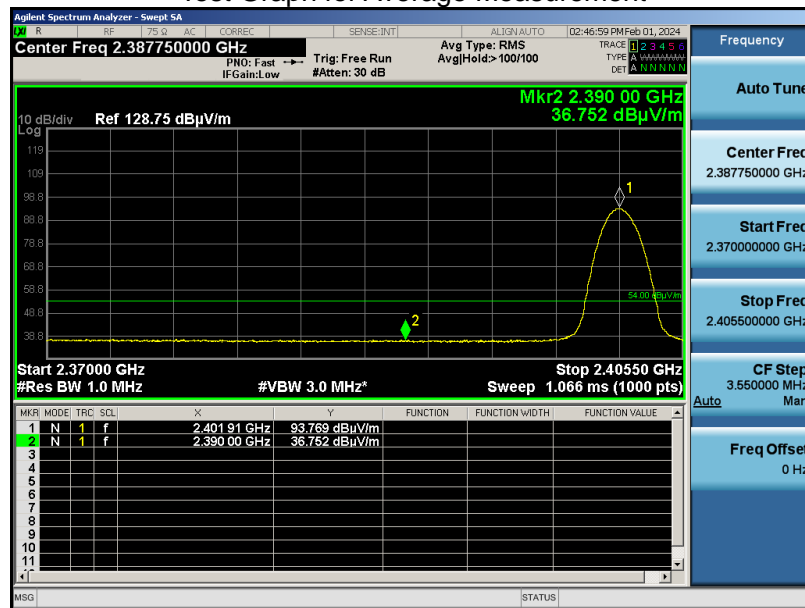 Test Graph for Average Measurement
Agilent Spectrum Analyzer - Swept SA
LXI R RF 75 Ω AC CORREC SENSE:INT ALIGN AUTO 02:46:59 PM Feb 01, 2024
Center Freq 2.387750000 GHz
PNO: Fast
IFGain:Low
Trig: Free Run
#Atten: 30 dB
Avg Type: RMS
Avg|Hold:>100/100
TRACE 1 2 3 4 5 6
TYPE A WWWWW
DET A N N N N N
Mkr2 2.390 00 GHz
36.752 dBµV/m
10 dB/div Ref 128.75 dBµV/m
Log
119
109
98.8
88.8
78.8
68.8
58.8
48.8
38.8
1
2
54.00 dBµV/m
Start 2.37000 GHz Stop 2.40550 GHz
#Res BW 1.0 MHz #VBW 3.0 MHz* Sweep 1.066 ms (1000 pts)
MKR MODE TRC SCL X Y FUNCTION FUNCTION WIDTH FUNCTION VALUE
1 N 1 f 2.401 91 GHz 93.769 dBµV/m
2 N 1 f 2.390 00 GHz 36.752 dBµV/m
3
4
5
6
7
8
9
10
11
MSG STATUS
Frequency
Auto Tune
Center Freq
2.387750000 GHz
Start Freq
2.370000000 GHz
Stop Freq
2.405500000 GHz
CF Step
3.550000 MHz
Auto Man
Freq Offset
0 Hz